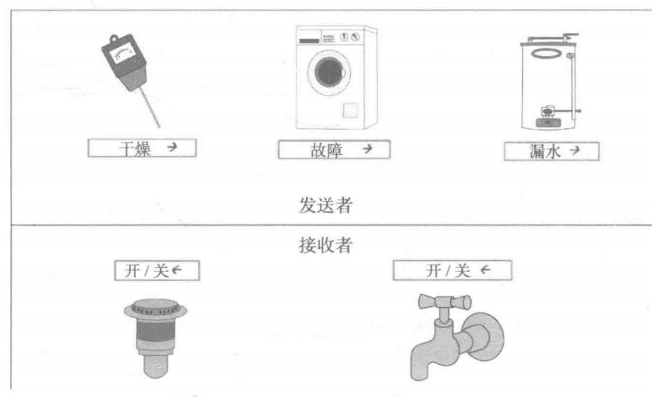 干燥 →
故障 →
漏水 →
发送者
接收者
开 / 关 ←
开 / 关 ←